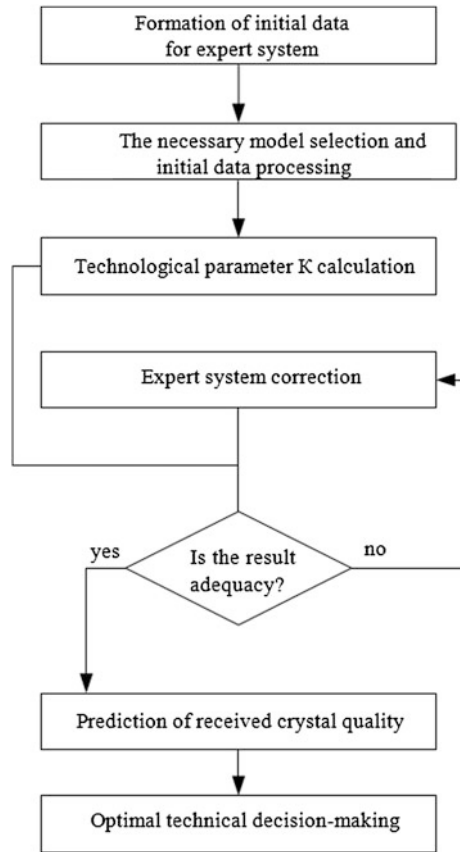 Formation of initial data
for expert system
The necessary model selection and
initial data processing
Technological parameter K calculation
Expert system correction
yes
Is the result
adequacy?
no
Prediction of received crystal quality
Optimal technical decision-making